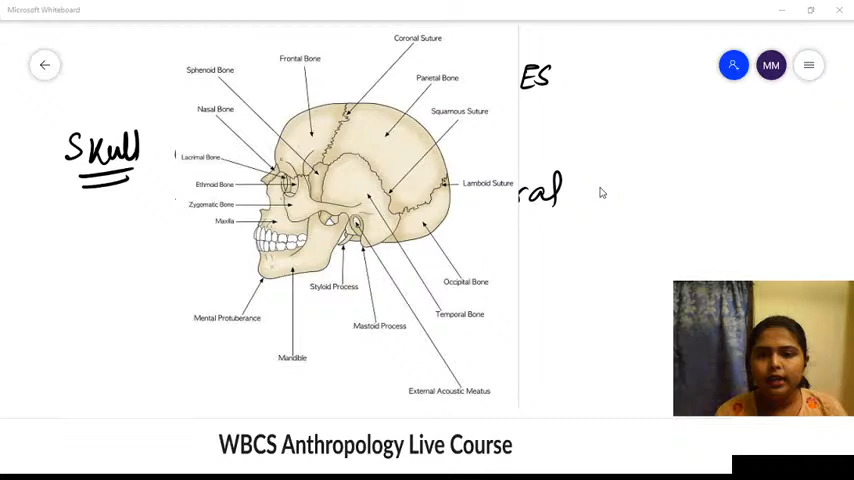 Microsoft Whiteboard
MM
Coronal Suture
Frontal Bone
Sphenoid Bone
Parietal Bone
ES
Nasal Bone
Squamous Suture
Skull
Lacrimal Bone
Ethmoid Bone
Lamboid Suture
ral
Zygomatic Bone
Maxilla
Occipital Bone
Styloid Process
Temporal Bone
Mental Protuberance
Mastoid Process
Mandible
External Acoustic Meatus
WBCS Anthropology Live Course